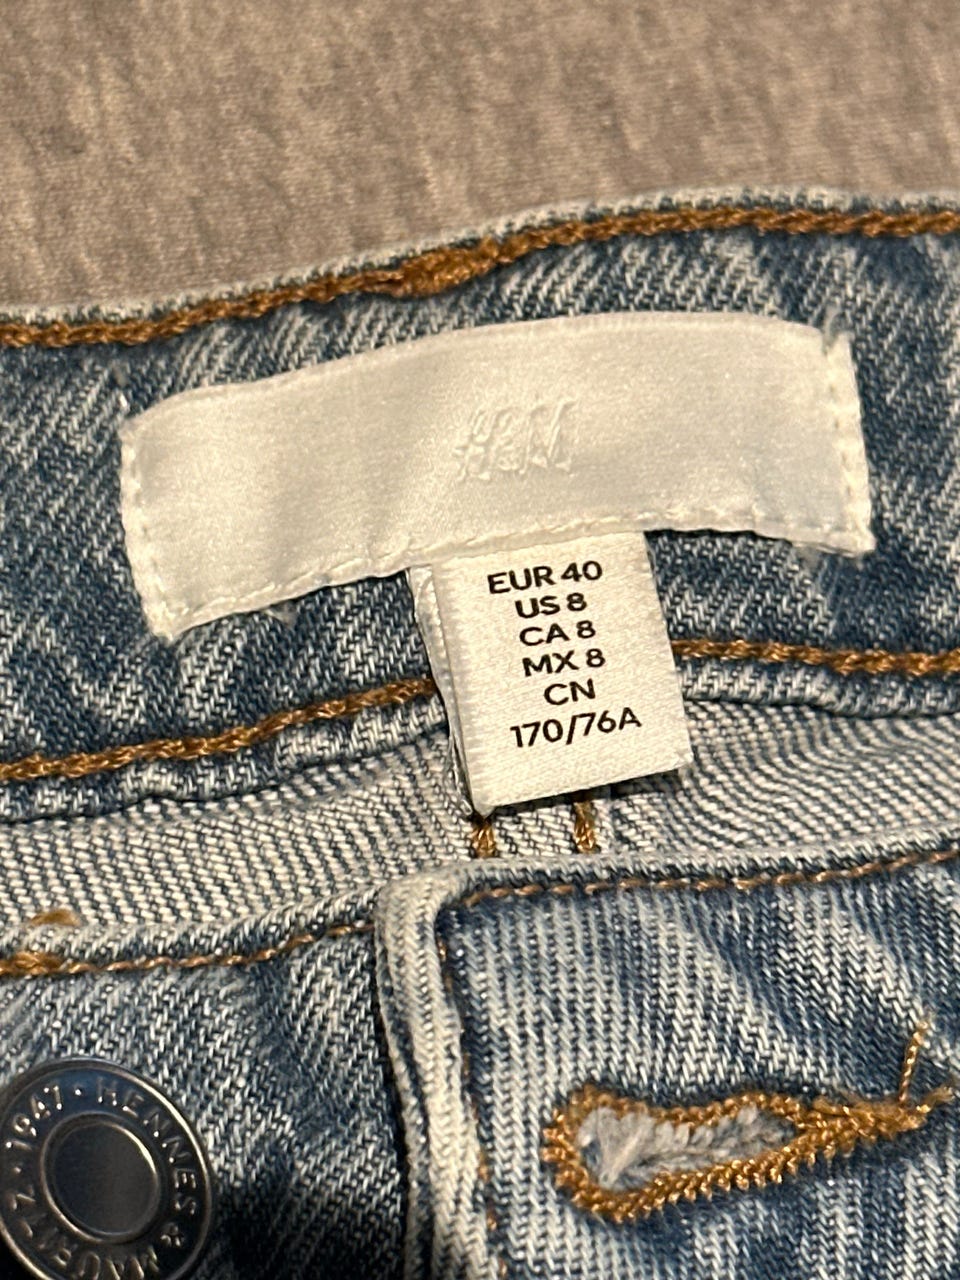 H&M
EUR 40
US 8
CA 8
MX 8
CN
170/76A
1947 · HENNES & MAURITZ ·